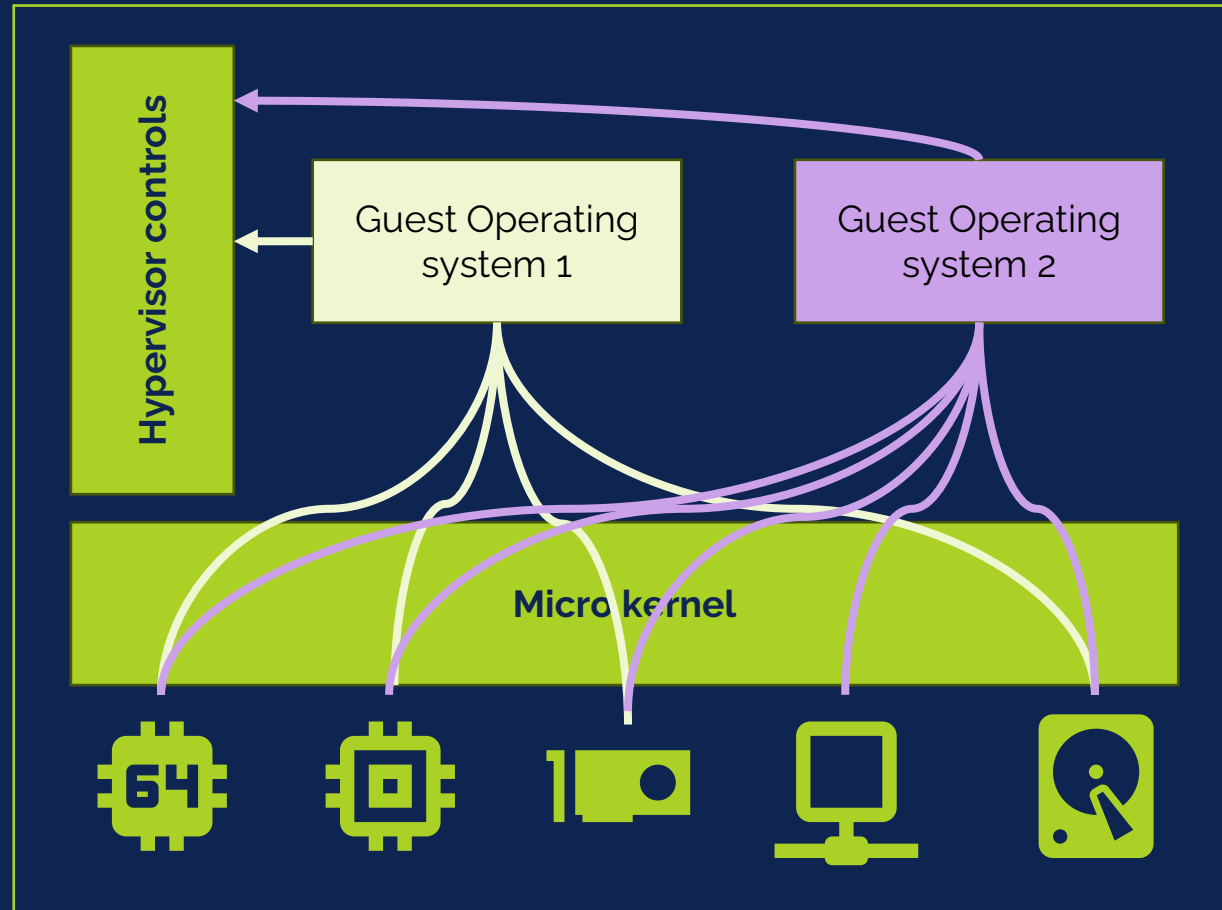 Hypervisor controls
Guest Operating
system 1
Guest Operating
system 2
Micro kernel
64